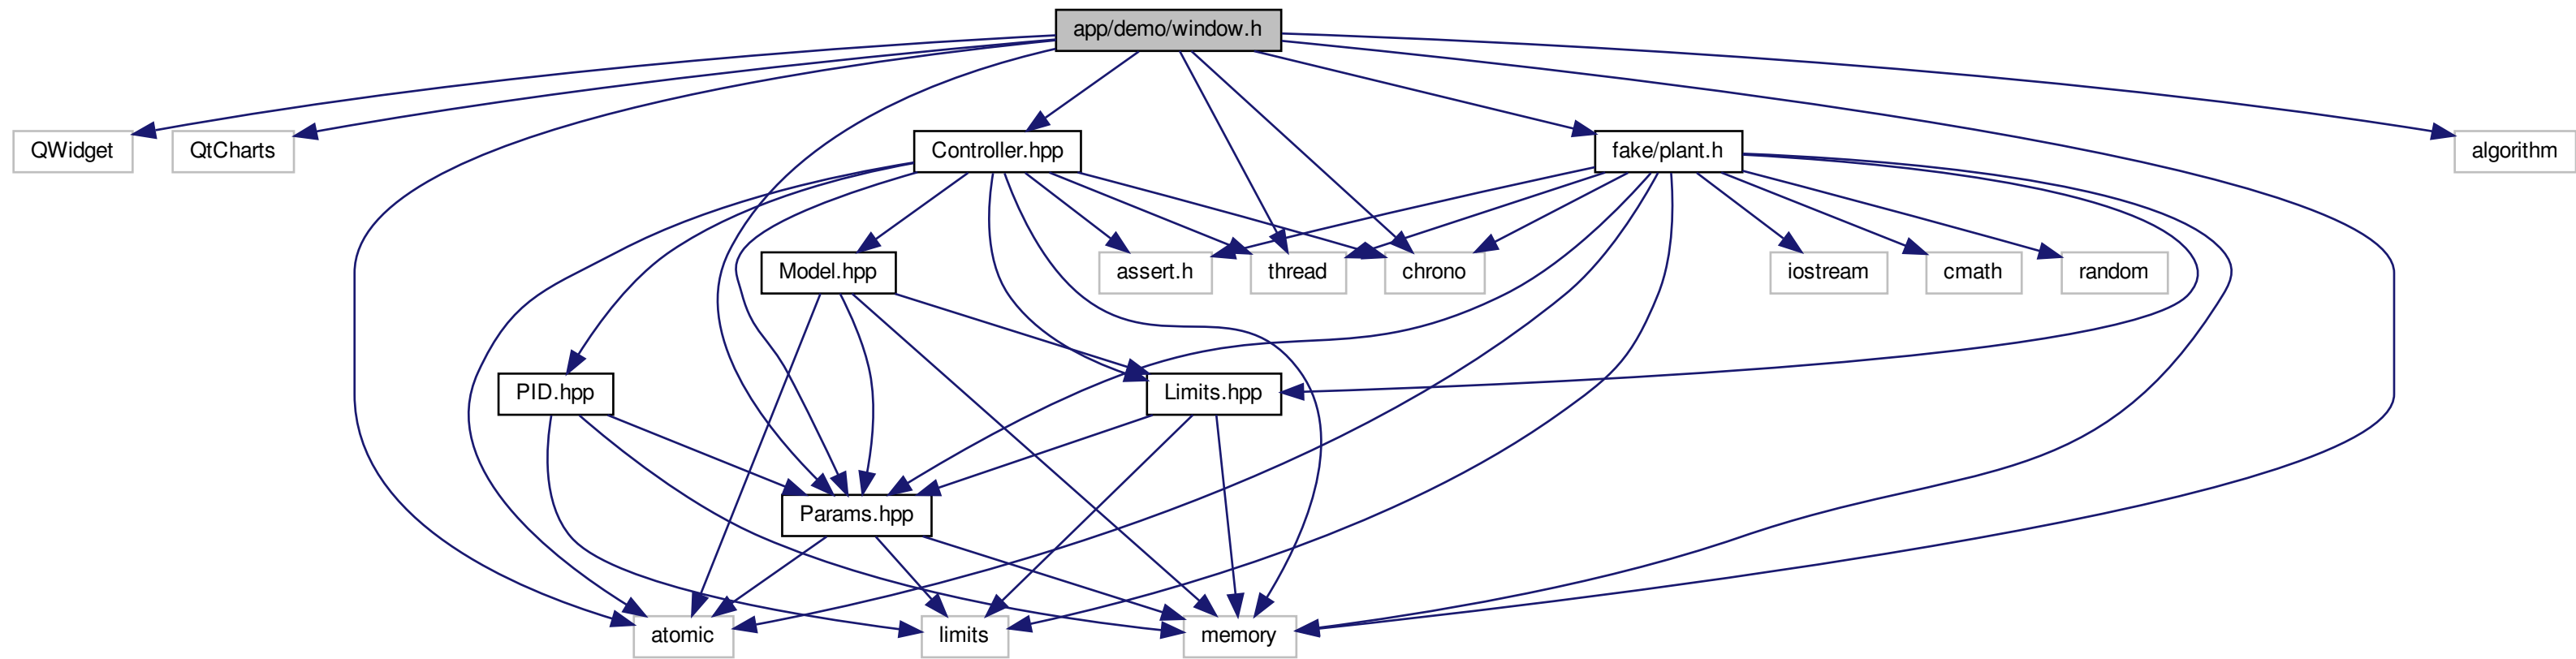 app/demo/window.h
QWidget
QtCharts
Controller.hpp
fake/plant.h
algorithm
Model.hpp
assert.h
thread
chrono
iostream
cmath
random
PID.hpp
Limits.hpp
Params.hpp
atomic
limits
memory